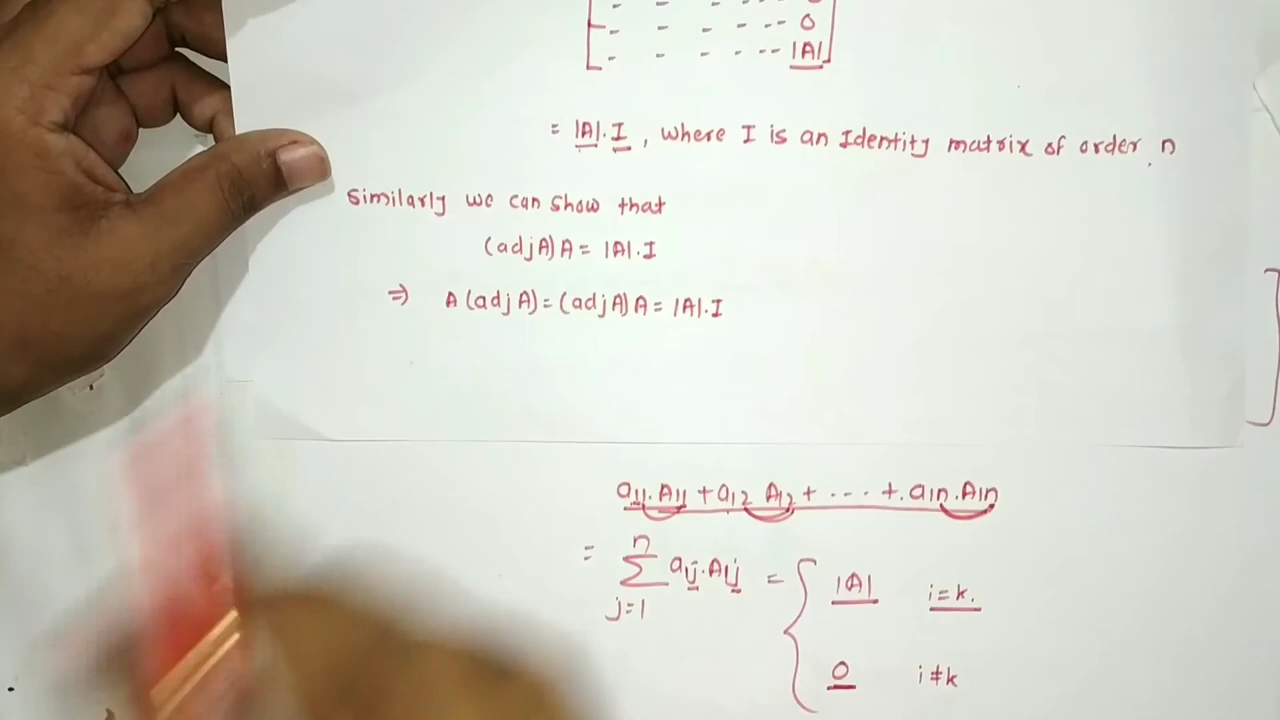 - - - - -- 0
- - - - -- |A|
= |A|. I , where I is an Identity matrix of order n
Similarly we can show that
(adjA)A = |A|.I
⇒ A(adjA) = (adjA)A = |A|.I
a11.A11 + a12 A12 + ---- +. a1n.A1n
= n∑j=1 aij.Aij = { |A| i=k.
0 i≠k